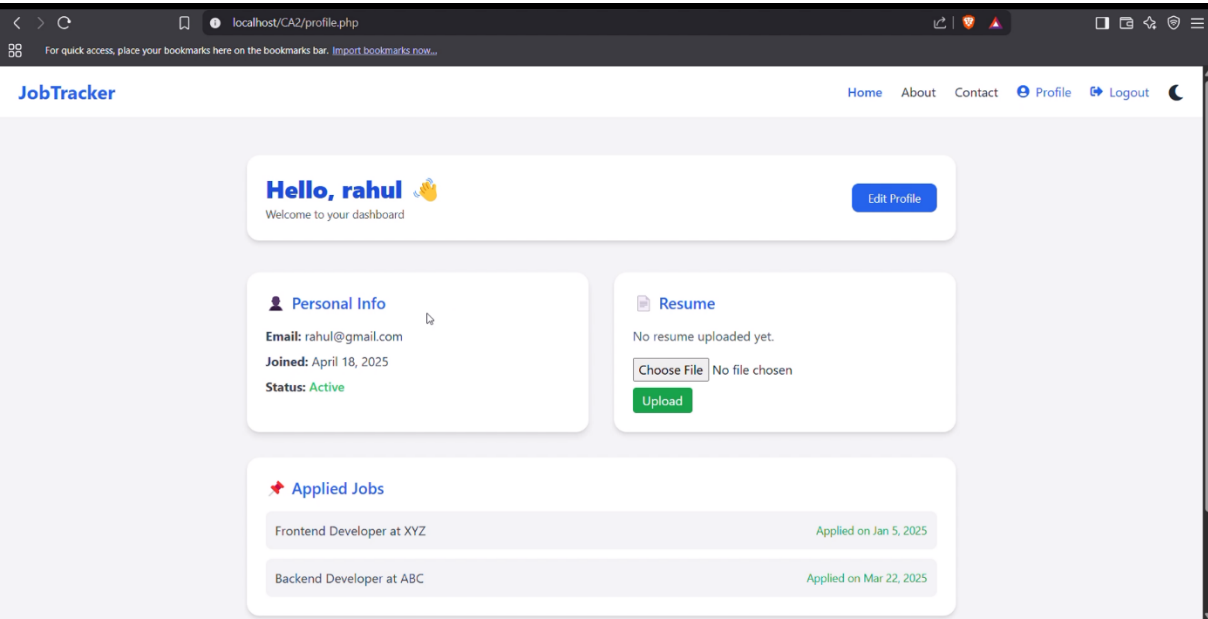 localhost/CA2/profile.php
For quick access, place your bookmarks here on the bookmarks bar. Import bookmarks now...
JobTracker
Home About Contact Profile Logout
Hello, rahul 👋
Welcome to your dashboard
Edit Profile
Personal Info
Email: rahul@gmail.com
Joined: April 18, 2025
Status: Active
Resume
No resume uploaded yet.
Choose File No file chosen
Upload
Applied Jobs
Frontend Developer at XYZ Applied on Jan 5, 2025
Backend Developer at ABC Applied on Mar 22, 2025